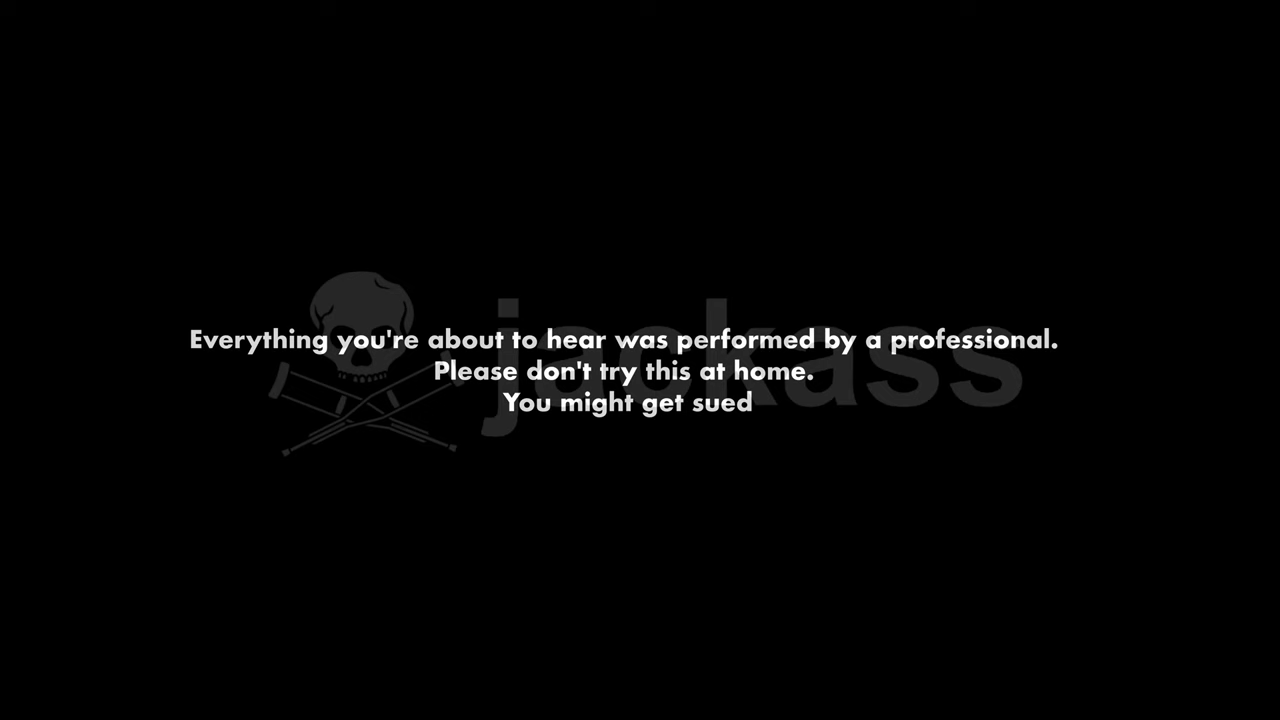 jackass
Everything you're about to hear was performed by a professional.
Please don't try this at home.
You might get sued